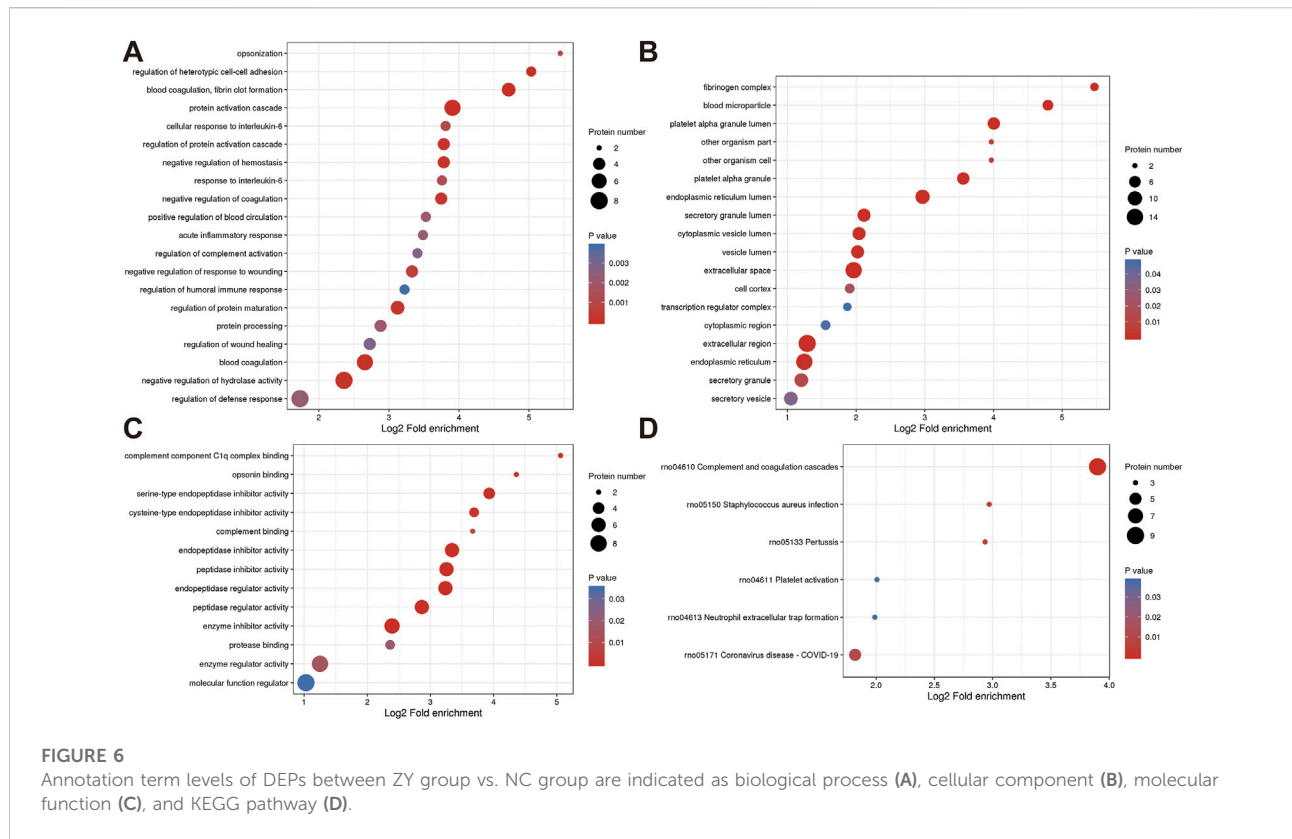 A
opsonization
regulation of heterotypic cell-cell adhesion
blood coagulation, fibrin clot formation
protein activation cascade
cellular response to interleukin-6
regulation of protein activation cascade
negative regulation of hemostasis
response to interleukin-6
negative regulation of coagulation
positive regulation of blood circulation
acute inflammatory response
regulation of complement activation
negative regulation of response to wounding
regulation of humoral immune response
regulation of protein maturation
protein processing
regulation of wound healing
blood coagulation
negative regulation of hydrolase activity
regulation of defense response
2 3 4 5
Log2 Fold enrichment
Protein number
2
4
6
8
P value
0.003
0.002
0.001
B
fibrinogen complex
blood microparticle
platelet alpha granule lumen
other organism part
other organism cell
platelet alpha granule
endoplasmic reticulum lumen
secretory granule lumen
cytoplasmic vesicle lumen
vesicle lumen
extracellular space
cell cortex
transcription regulator complex
cytoplasmic region
extracellular region
endoplasmic reticulum
secretory granule
secretory vesicle
1 2 3 4 5
Log2 Fold enrichment
Protein number
2
6
10
14
P value
0.04
0.03
0.02
0.01
C
complement component C1q complex binding
opsonin binding
serine-type endopeptidase inhibitor activity
cysteine-type endopeptidase inhibitor activity
complement binding
endopeptidase inhibitor activity
peptidase inhibitor activity
endopeptidase regulator activity
peptidase regulator activity
enzyme inhibitor activity
protease binding
enzyme regulator activity
molecular function regulator
1 2 3 4 5
Log2 Fold enrichment
Protein number
2
4
6
8
P value
0.03
0.02
0.01
D
rno04610 Complement and coagulation cascades
rno05150 Staphylococcus aureus infection
rno05133 Pertussis
rno04611 Platelet activation
rno04613 Neutrophil extracellular trap formation
rno05171 Coronavirus disease - COVID-19
2.0 2.5 3.0 3.5 4.0
Log2 Fold enrichment
Protein number
3
5
7
9
P value
0.03
0.02
0.01
FIGURE 6
Annotation term levels of DEPs between ZY group vs. NC group are indicated as biological process (A), cellular component (B), molecular
function (C), and KEGG pathway (D).